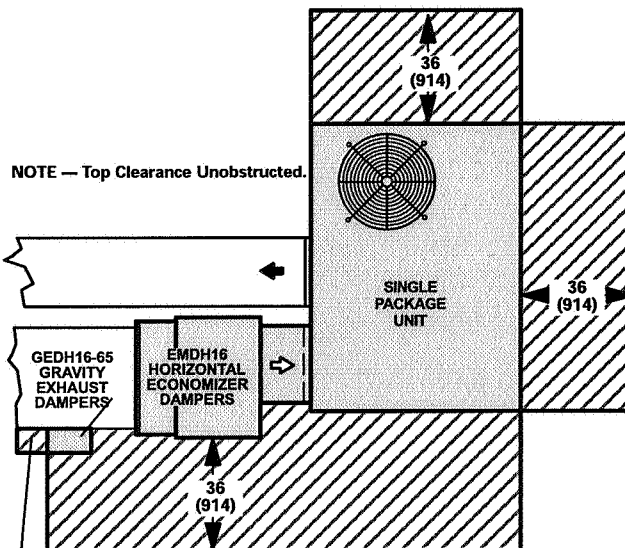 36
(914)
NOTE — Top Clearance Unobstructed.
SINGLE
PACKAGE
UNIT
36
(914)
GEDH16-65
GRAVITY
EXHAUST
DAMPERS
EMDH16
HORIZONTAL
ECONOMIZER
DAMPERS
36
(914)